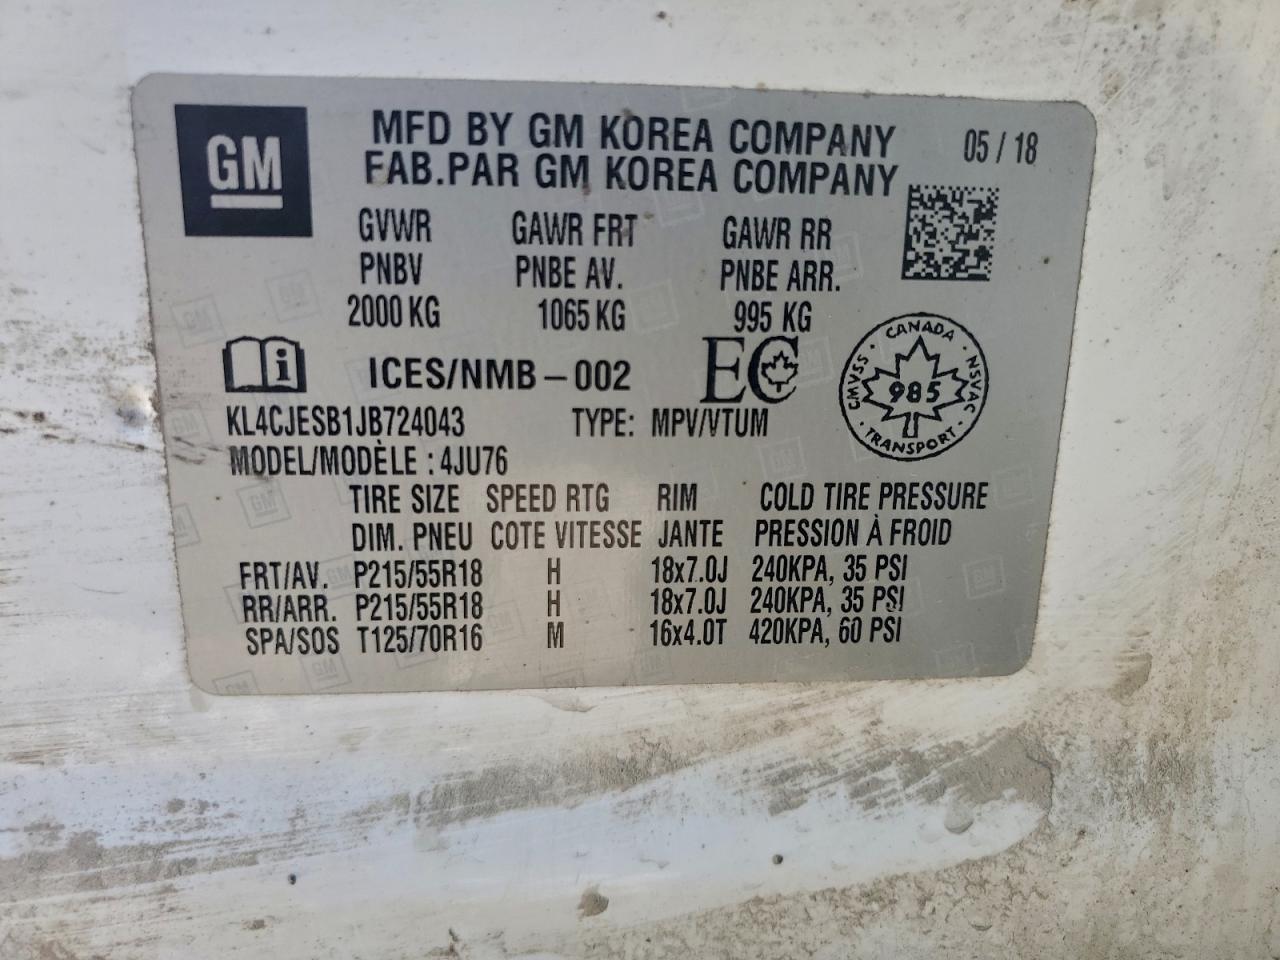 GM
MFD BY GM KOREA COMPANY 05 / 18
FAB.PAR GM KOREA COMPANY
GVWR GAWR FRT GAWR RR
PNBV PNBE AV. PNBE ARR.
2000 KG 1065 KG 995 KG
ICES/NMB – 002 EC
CANADA
CMVSS · NSVAC
985
TRANSPORT
KL4CJESB1JB724043 TYPE: MPV/VTUM
MODEL/MODÈLE : 4JU76
TIRE SIZE SPEED RTG RIM COLD TIRE PRESSURE
DIM. PNEU COTE VITESSE JANTE PRESSION À FROID
FRT/AV. P215/55R18 H 18x7.0J 240KPA, 35 PSI
RR/ARR. P215/55R18 H 18x7.0J 240KPA, 35 PSI
SPA/SOS T125/70R16 M 16x4.0T 420KPA, 60 PSI